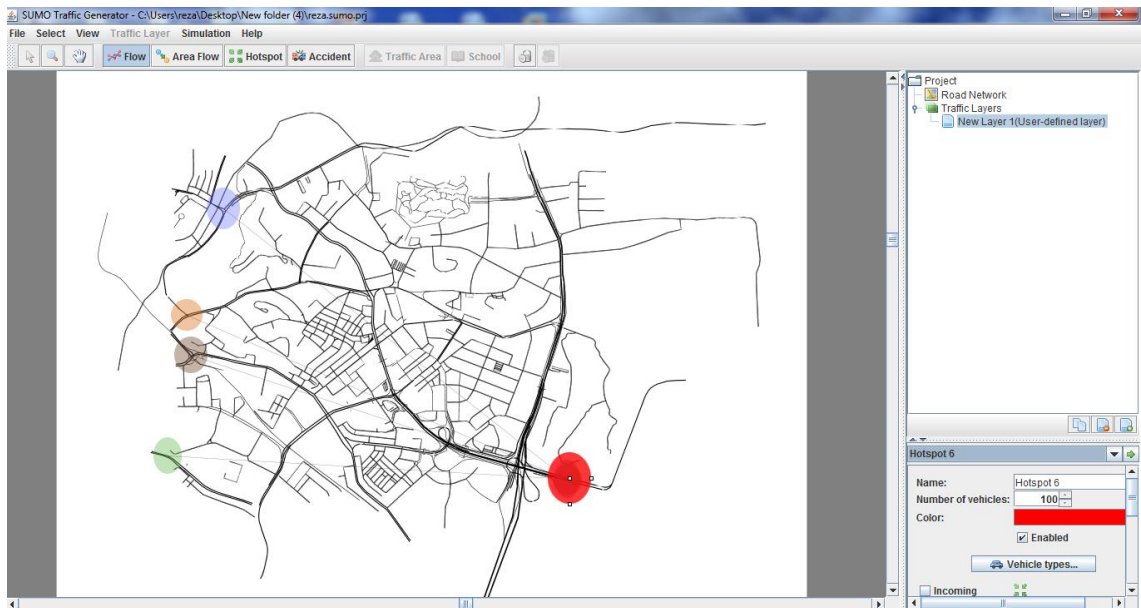 SUMO Traffic Generator - C:\Users\reza\Desktop\New folder (4)\reza.sumo.prj
File Select View Traffic Layer Simulation Help
Flow Area Flow Hotspot Accident Traffic Area School
Project
Road Network
Traffic Layers
New Layer 1(User-defined layer)
Hotspot 6
Name: Hotspot 6
Number of vehicles: 100
Color:
Enabled
Vehicle types...
Incoming